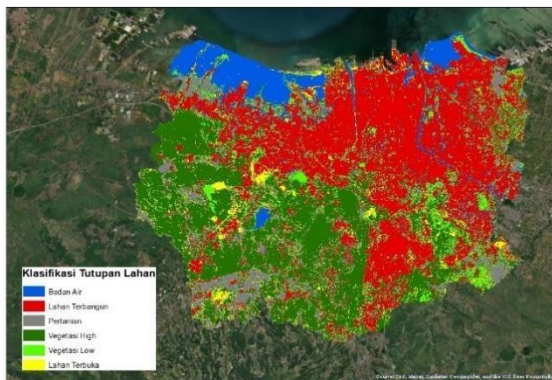 Klasifikasi Tutupan Lahan
Badan Air
Lahan Terbangun
Pertanian
Vegetasi High
Vegetasi Low
Lahan Terbuka